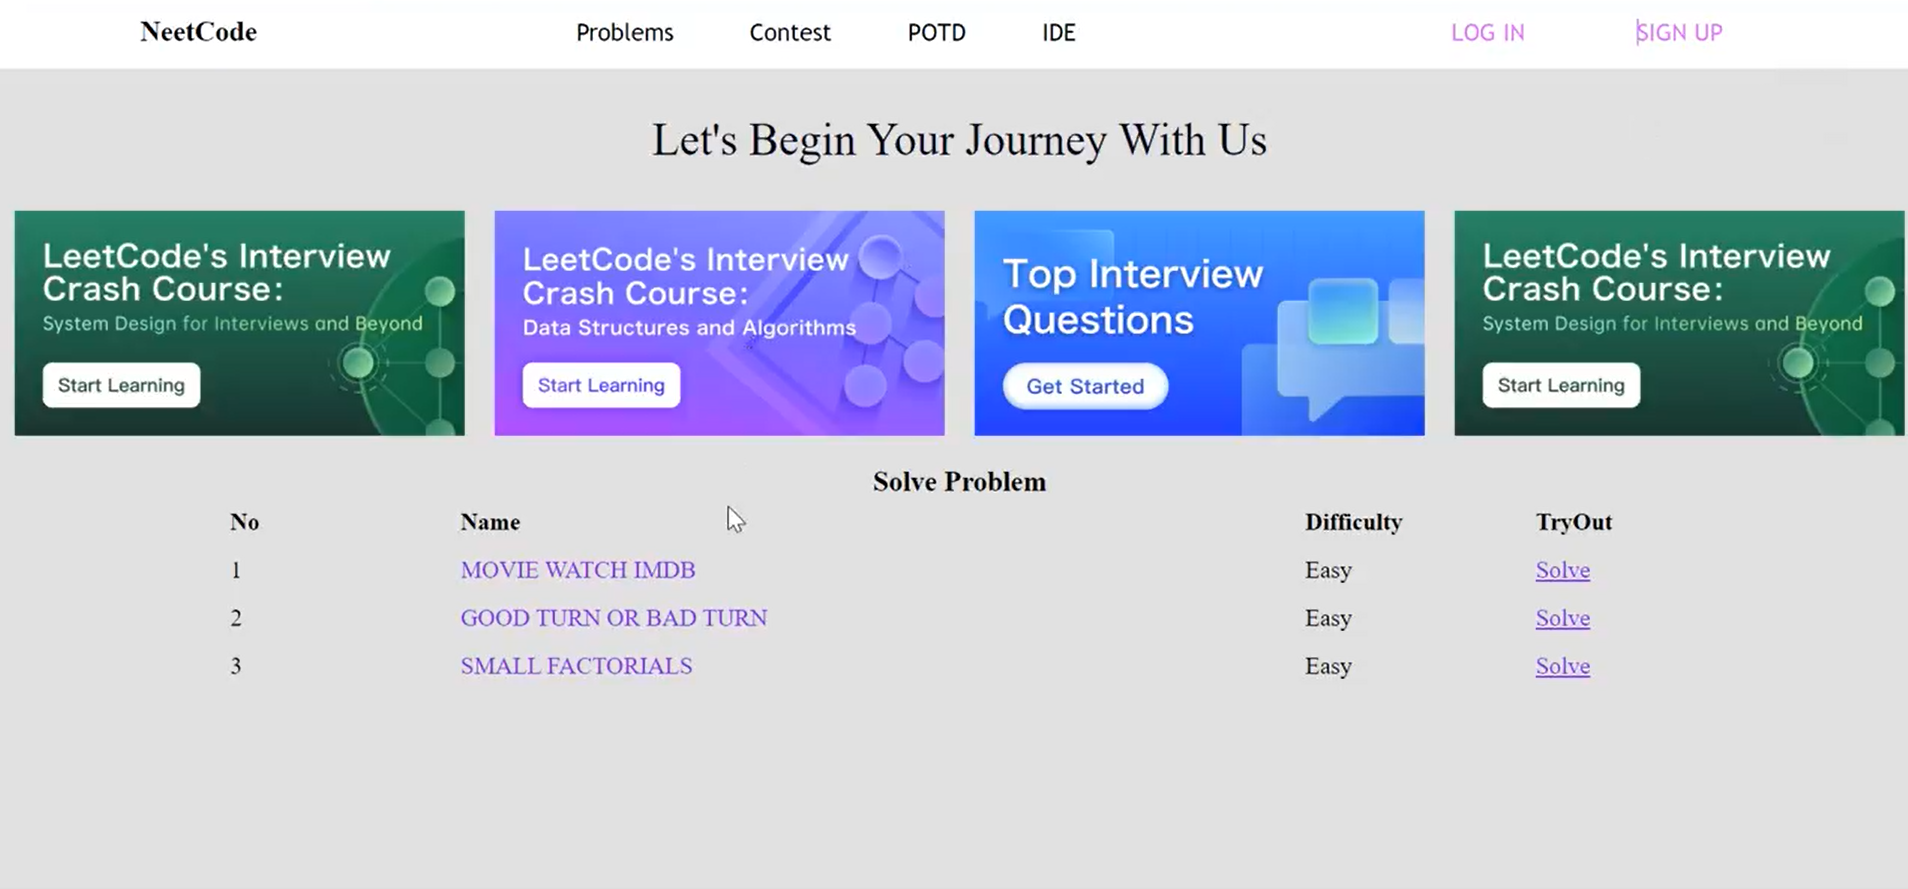 NeetCode Problems Contest POTD IDE LOG IN SIGN UP
Let's Begin Your Journey With Us
LeetCode's Interview
Crash Course:
System Design for Interviews and Beyond
Start Learning
LeetCode's Interview
Crash Course:
Data Structures and Algorithms
Start Learning
Top Interview
Questions
Get Started
LeetCode's Interview
Crash Course:
System Design for Interviews and Beyond
Start Learning
Solve Problem
No Name Difficulty TryOut
1 MOVIE WATCH IMDB Easy Solve
2 GOOD TURN OR BAD TURN Easy Solve
3 SMALL FACTORIALS Easy Solve